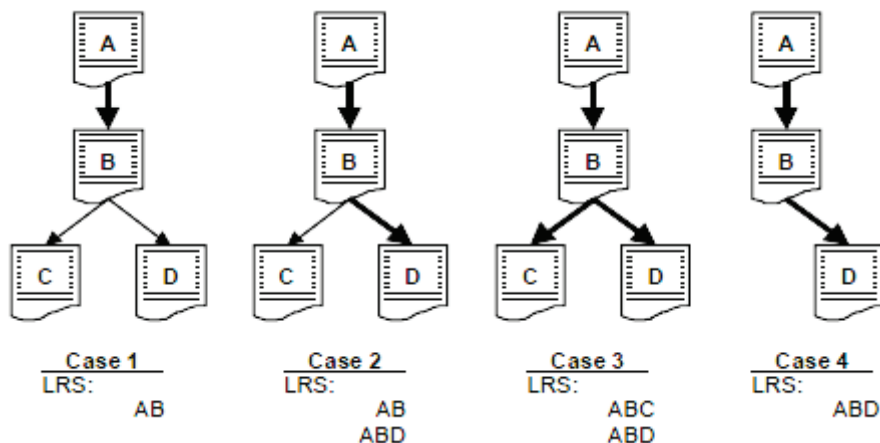 A A A A
B B B B
C D C D C D D
Case 1 Case 2 Case 3 Case 4
LRS: LRS: LRS: LRS:
AB AB ABC ABD
ABD ABD